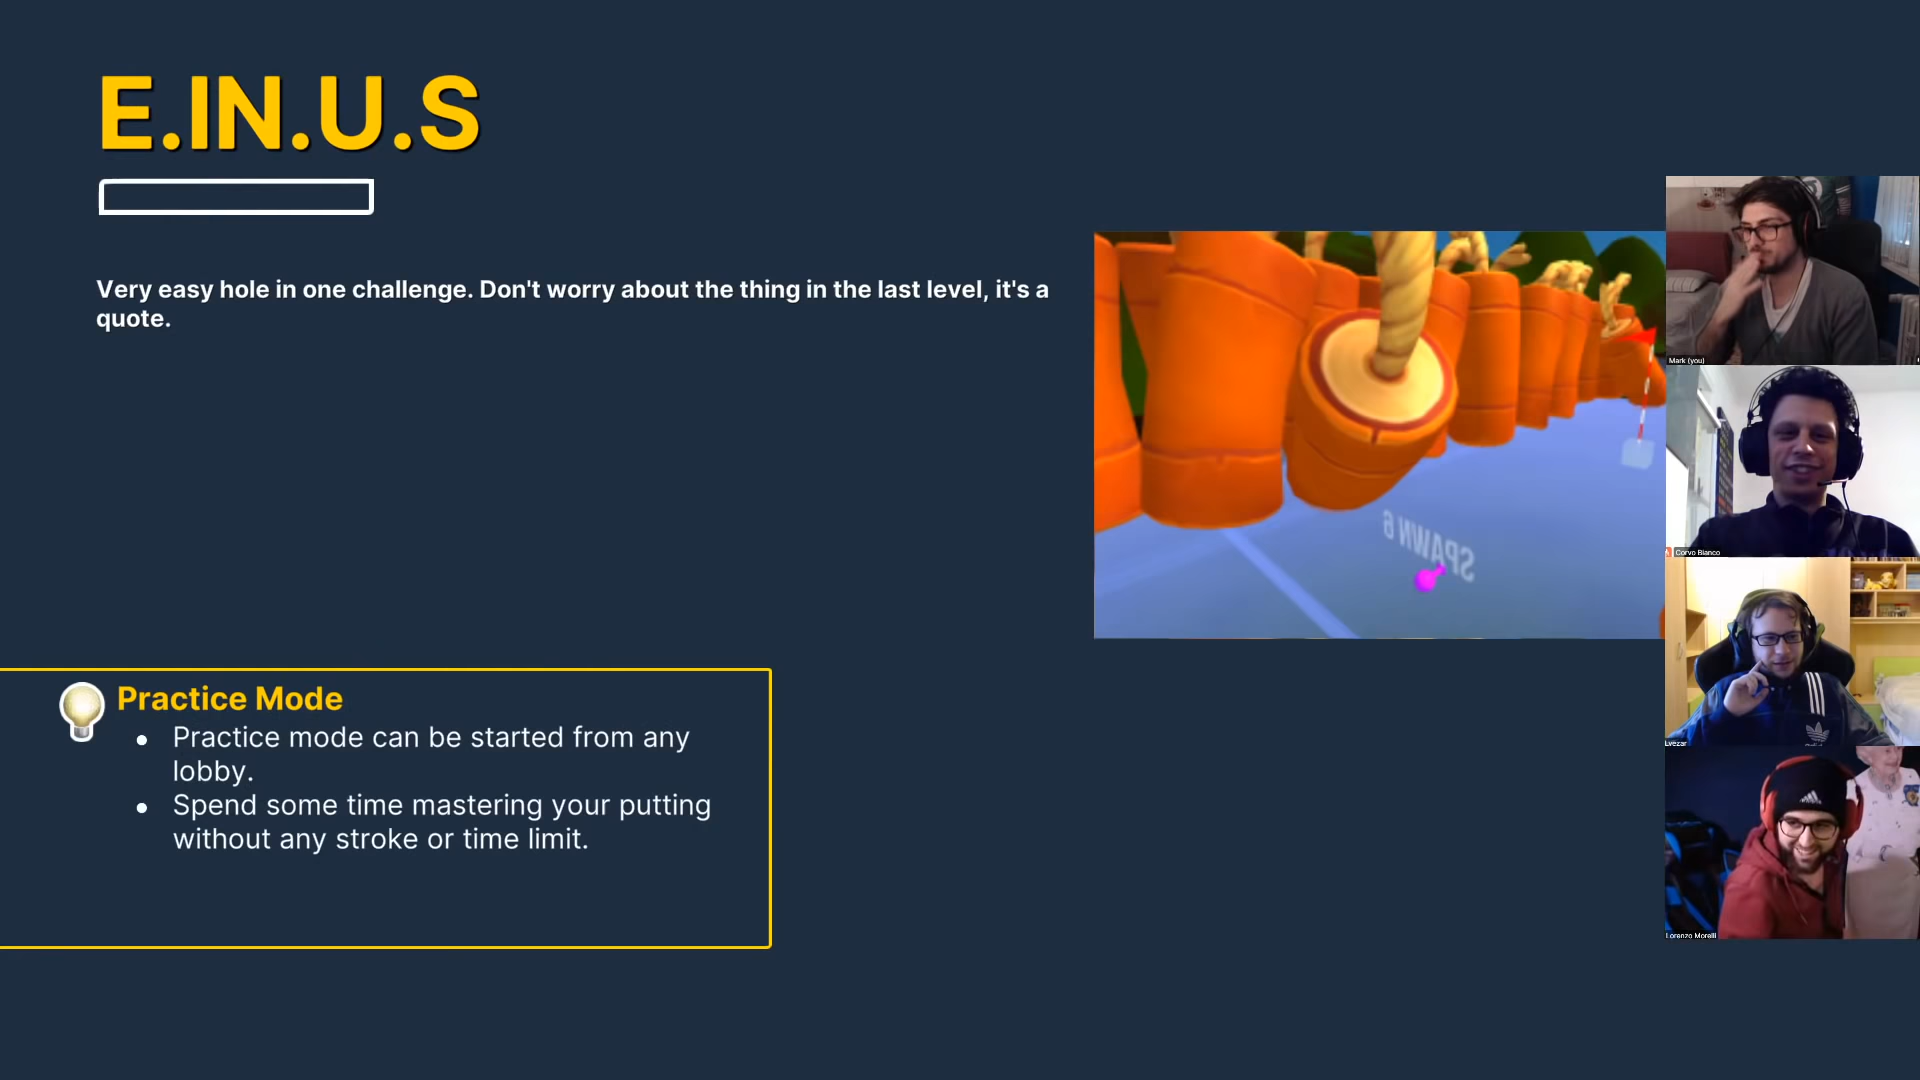 E.IN.U.S
Very easy hole in one challenge. Don't worry about the thing in the last level, it's a
quote.
SPAWN 6
Mark (you)
Corvo Bianco
Lvezar
Lorenzo Morelli
Practice Mode
Practice mode can be started from any
lobby.
Spend some time mastering your putting
without any stroke or time limit.